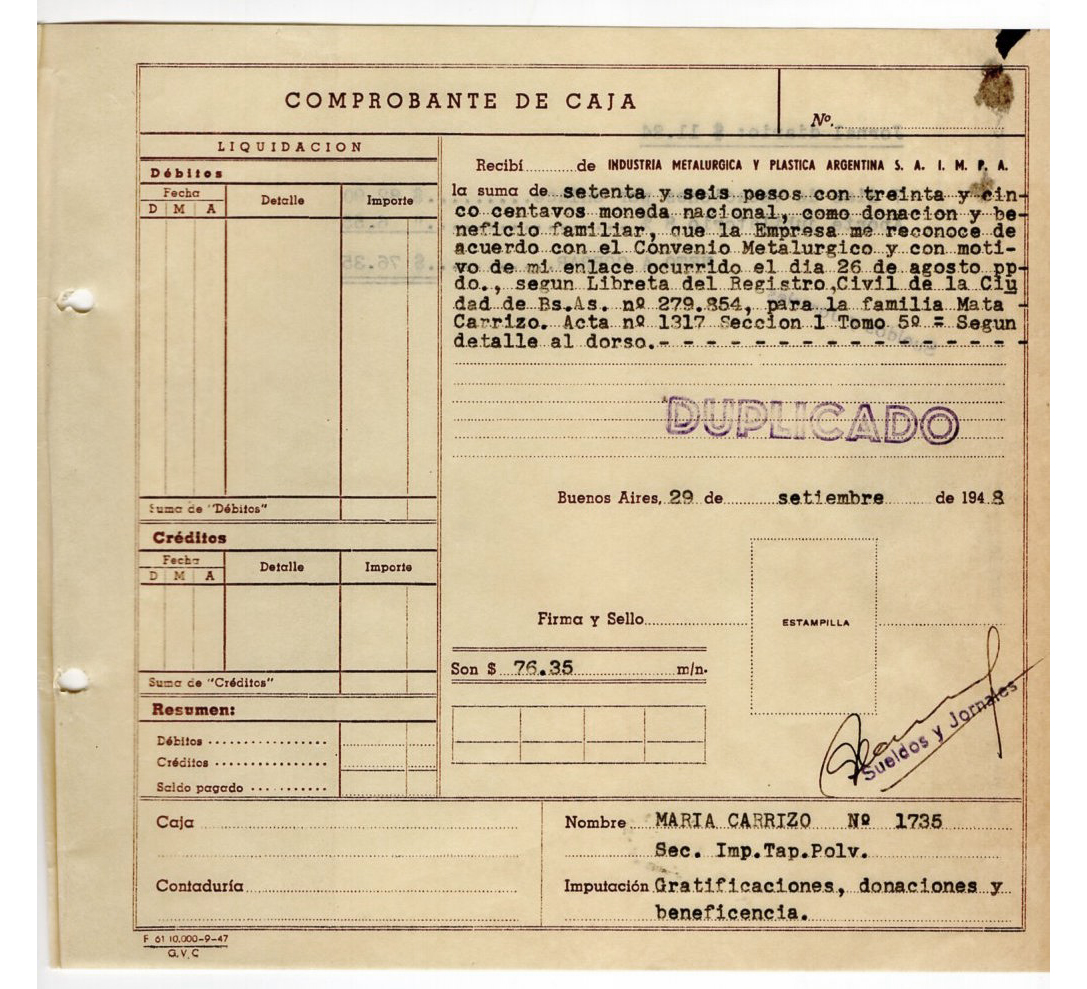 COMPROBANTE DE CAJA
Nº
LIQUIDACION
Débitos
Fecha
Detalle
Importe
D M A
Suma de "Débitos"
Créditos
Fecha
Detalle
Importe
D M A
Suma de "Créditos"
Resumen:
Débitos
Créditos
Saldo pagado
Recibí de INDUSTRIA METALURGICA Y PLASTICA ARGENTINA S. A. I. M. P. A.
la suma de setenta y seis pesos con treinta y cin-
co centavos moneda nacional, como donacion y be-
neficio familiar, que la Empresa me reconoce de
acuerdo con el Convenio Metalurgico y con moti-
vo de mi enlace ocurrido el dia 26 de agosto pp-
do., segun Libreta del Registro Civil de la Ciu
dad de Bs.As. nº 279.854, para la familia Mata -
Carrizo. Acta nº 1317 Seccion 1 Tomo 5º = Segun
detalle al dorso.- - - - - - - - - - - - - - - -
DUPLICADO
Buenos Aires, 29 de setiembre de 1948
Firma y Sello
ESTAMPILLA
Son $ 76.35 m/n.
Sueldos y Jornales
Caja
Contaduría
Nombre MARIA CARRIZO Nº 1735
Sec. Imp.Tap.Polv.
Imputación Gratificaciones, donaciones y
beneficencia.
F 61 10.000-9-47
G.V.C